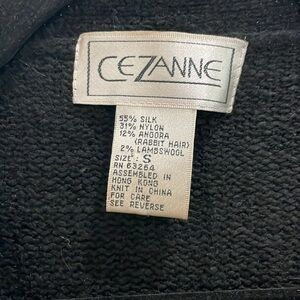 CEZANNE
55% SILK
31% NYLON
12% ANGORA
(RABBIT HAIR)
2% LAMBSWOOL
SIZE: S
RN 63264
ASSEMBLED IN
HONG KONG
KNIT IN CHINA
FOR CARE
SEE REVERSE